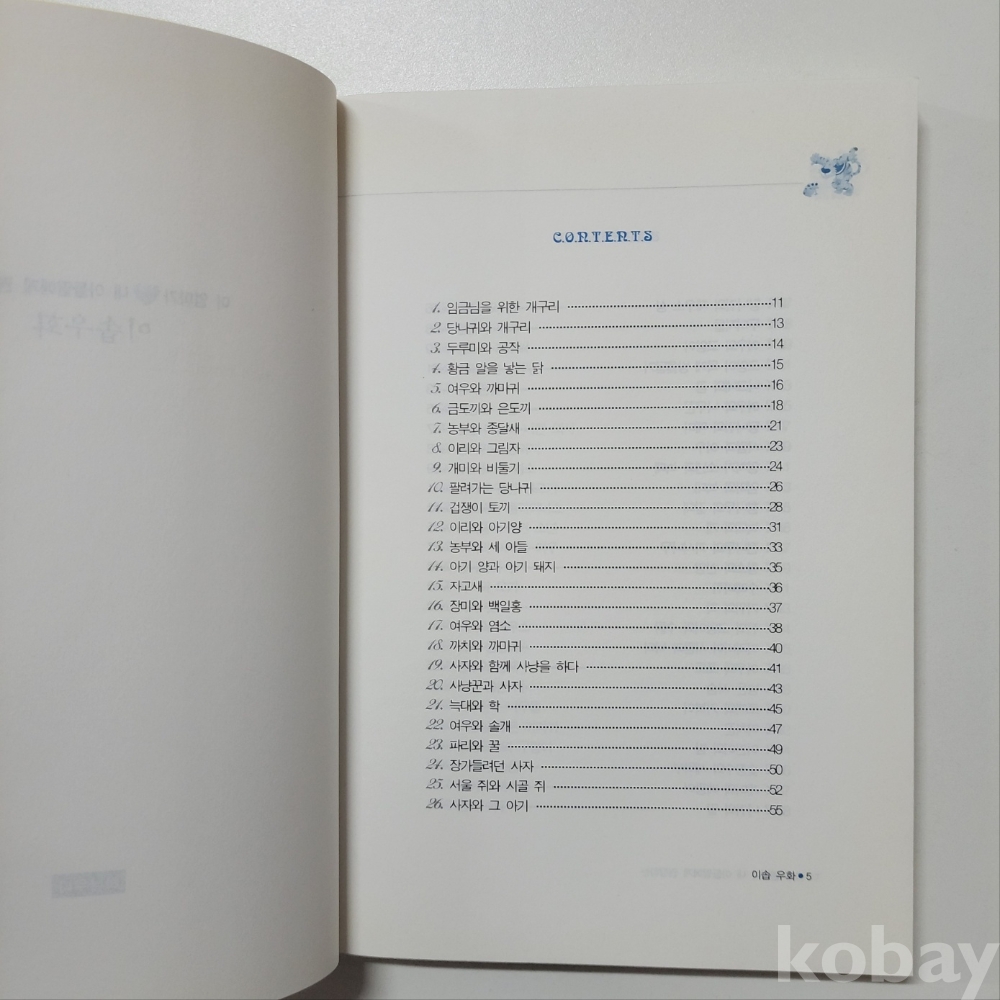 CONTENTS
1. 임금님을 위한 개구리 11
2. 당나귀와 개구리 13
3. 두루미와 공작 14
4. 황금 알을 낳는 닭 15
5. 여우와 까마귀 16
6. 금도끼와 은도끼 18
7. 농부와 종달새 21
8. 이리와 그림자 23
9. 개미와 비둘기 24
10. 팔려가는 당나귀 26
11. 겁쟁이 토끼 28
12. 이리와 아기양 31
13. 농부와 세 아들 33
14. 아기 양과 아기 돼지 35
15. 자고새 36
16. 장미와 백일홍 37
17. 여우와 염소 38
18. 까치와 까마귀 40
19. 사자와 함께 사냥을 하다 41
20. 사냥꾼과 사자 43
21. 늑대와 학 45
22. 여우와 솔개 47
23. 파리와 꿀 49
24. 장가들려던 사자 50
25. 서울 쥐와 시골 쥐 52
26. 사자와 그 아기 55
이솝 우화 ● 5
kobay